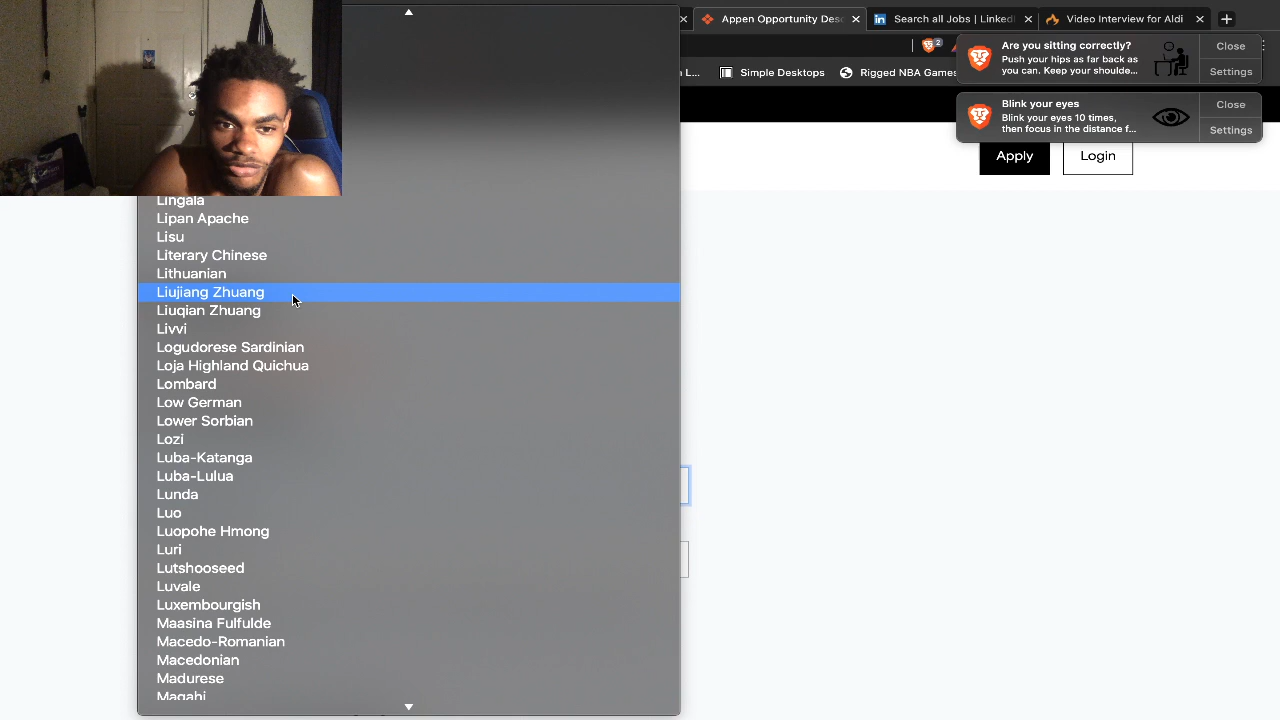 Appen Opportunity Des
Search all Jobs | LinkedI
Video Interview for Aldi
2
L...
Simple Desktops
Rigged NBA Games
Are you sitting correctly?
Push your hips as far back as
you can. Keep your shoulde...
Close
Settings
Blink your eyes
Blink your eyes 10 times,
then focus in the distance f...
Close
Settings
Apply
Login
Lingala
Lipan Apache
Lisu
Literary Chinese
Lithuanian
Liujiang Zhuang
Liuqian Zhuang
Livvi
Logudorese Sardinian
Loja Highland Quichua
Lombard
Low German
Lower Sorbian
Lozi
Luba-Katanga
Luba-Lulua
Lunda
Luo
Luopohe Hmong
Luri
Lutshooseed
Luvale
Luxembourgish
Maasina Fulfulde
Macedo-Romanian
Macedonian
Madurese
Magahi